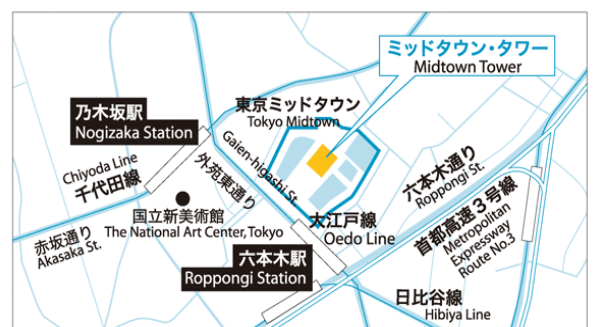 ミッドタウン・タワー
Midtown Tower
東京ミッドタウン
Tokyo Midtown
乃木坂駅
Nogizaka Station
Chiyoda Line
千代田線
外苑東通り
Gaien-higashi St.
六本木通り
Roppongi St.
国立新美術館
The National Art Center, Tokyo
大江戸線
Oedo Line
首都高速3号線
Metropolitan
Expressway
Route No.3
赤坂通り
Akasaka St.
六本木駅
Roppongi Station
日比谷線
Hibiya Line